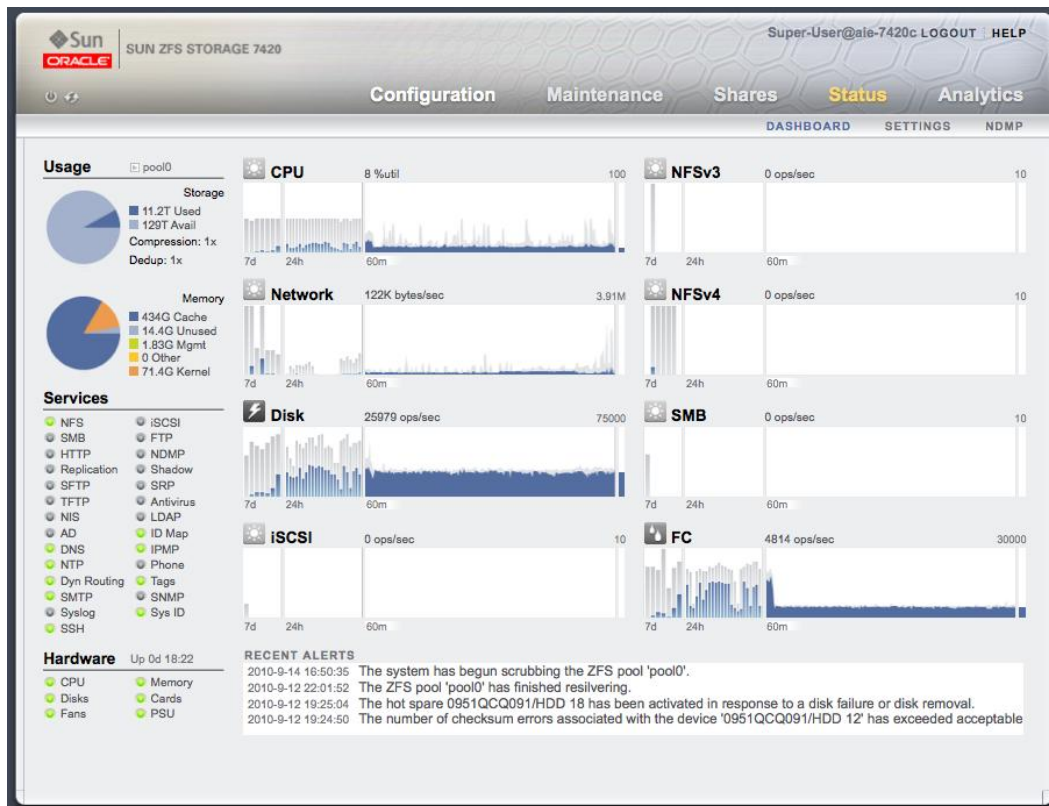 Sun
ORACLE
SUN ZFS STORAGE 7420
Super-User@aie-7420c LOGOUT HELP
Configuration Maintenance Shares Status Analytics
DASHBOARD SETTINGS NDMP
Usage pool0
Storage
11.2T Used
129T Avail
Compression: 1x
Dedup: 1x
Memory
434G Cache
14.4G Unused
1.83G Mgmt
0 Other
71.4G Kernel
Services
NFS iSCSI
SMB FTP
HTTP NDMP
Replication Shadow
SFTP SRP
TFTP Antivirus
NIS LDAP
AD ID Map
DNS IPMP
NTP Phone
Dyn Routing Tags
SMTP SNMP
Syslog Sys ID
SSH
Hardware Up 0d 18:22
CPU Memory
Disks Cards
Fans PSU
CPU 8 %util 100
7d 24h 60m
NFSv3 0 ops/sec 10
7d 24h 60m
Network 122K bytes/sec 3.91M
7d 24h 60m
NFSv4 0 ops/sec 10
7d 24h 60m
Disk 25979 ops/sec 75000
7d 24h 60m
SMB 0 ops/sec 10
7d 24h 60m
iSCSI 0 ops/sec 10
7d 24h 60m
FC 4814 ops/sec 30000
7d 24h 60m
RECENT ALERTS
2010-9-14 16:50:35 The system has begun scrubbing the ZFS pool 'pool0'.
2010-9-12 22:01:52 The ZFS pool 'pool0' has finished resilvering.
2010-9-12 19:25:04 The hot spare 0951QCQ091/HDD 18 has been activated in response to a disk failure or disk removal.
2010-9-12 19:24:50 The number of checksum errors associated with the device '0951QCQ091/HDD 12' has exceeded acceptable